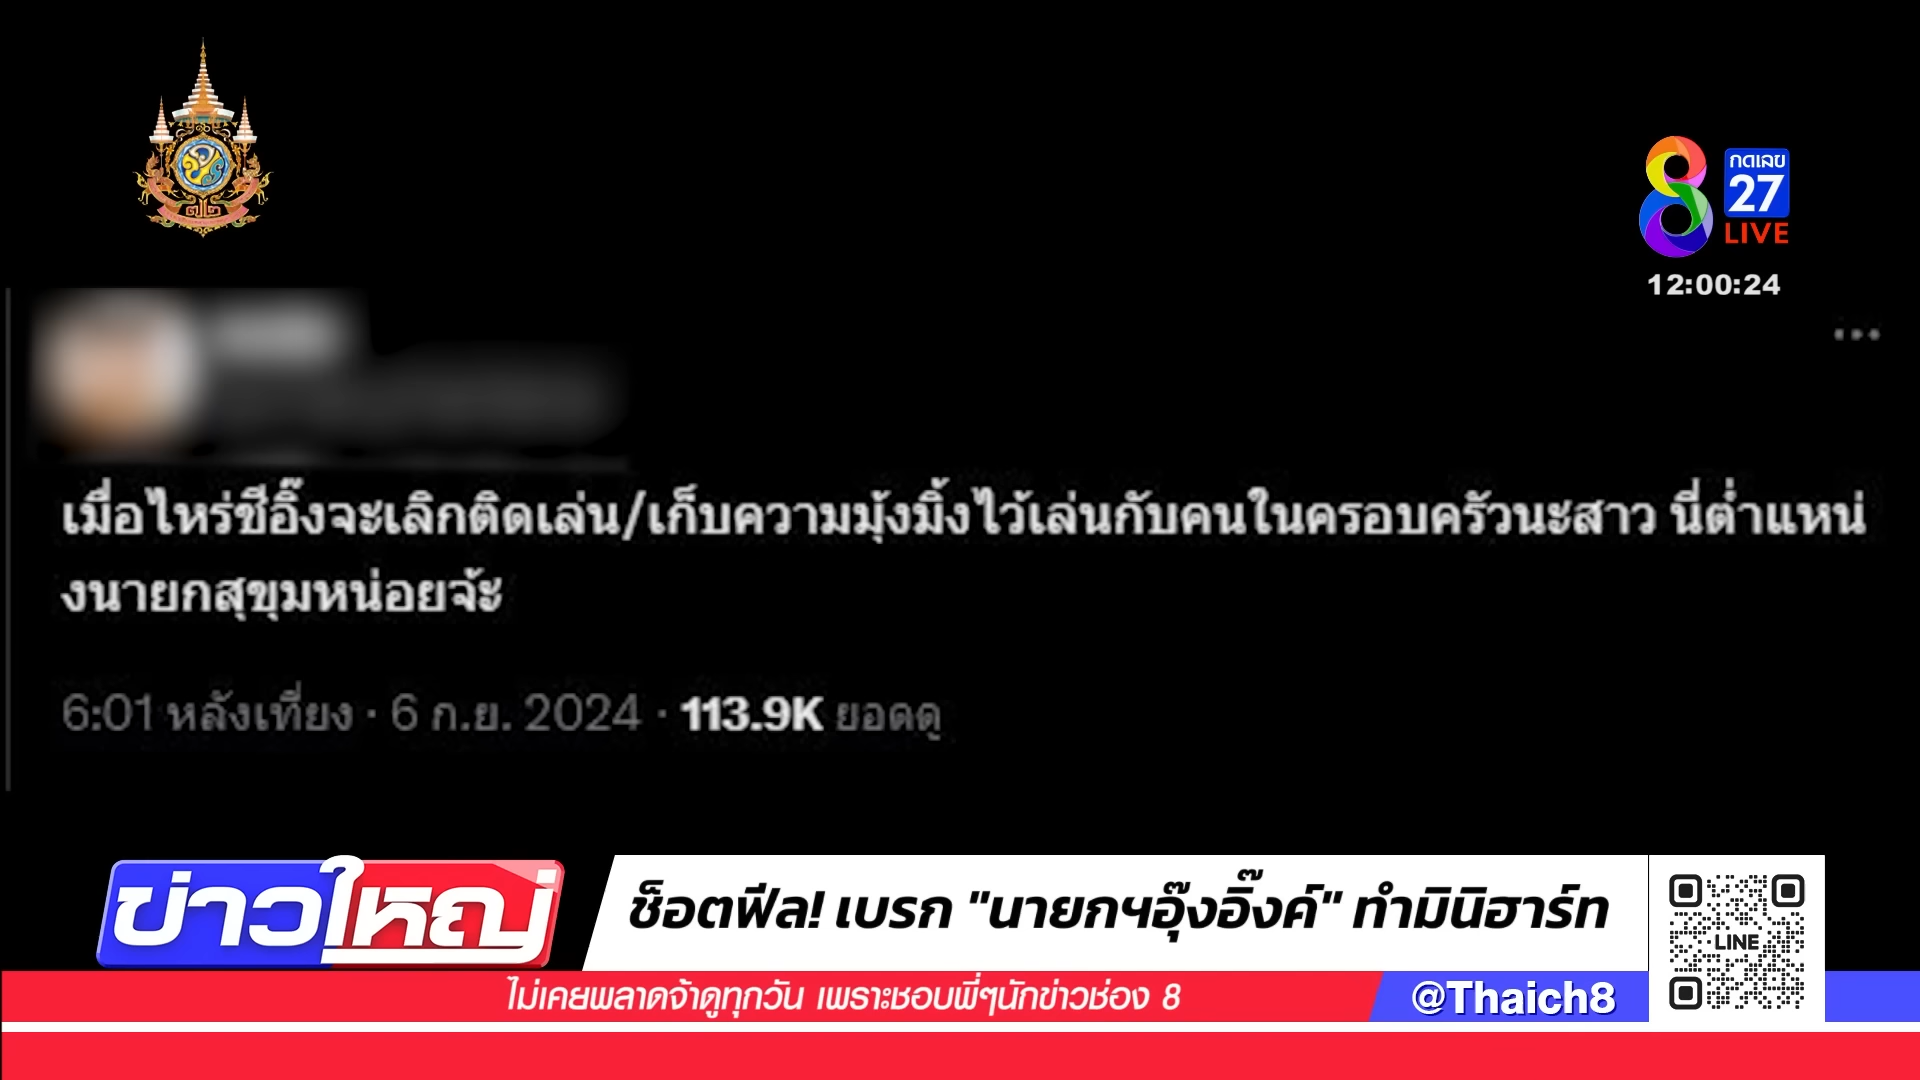 กดเลข
27
LIVE
12:00:24
เมื่อไหร่ชีอิ๊งจะเลิกติดเล่น/เก็บความมุ้งมิ้งไว้เล่นกับคนในครอบครัวนะสาว นี่ตำแหน่
งนายกสุขุมหน่อยจ้ะ
6:01 หลังเที่ยง · 6 ก.ย. 2024 · 113.9K ยอดดู
ข่าวใหญ่
ช็อตฟีล! เบรก "นายกฯอุ๊งอิ๊งค์" ทำมินิฮาร์ท
LINE
ไม่เคยพลาดจ้าดูทุกวัน เพราะชอบพี่ๆนักข่าวช่อง 8
@Thaich8